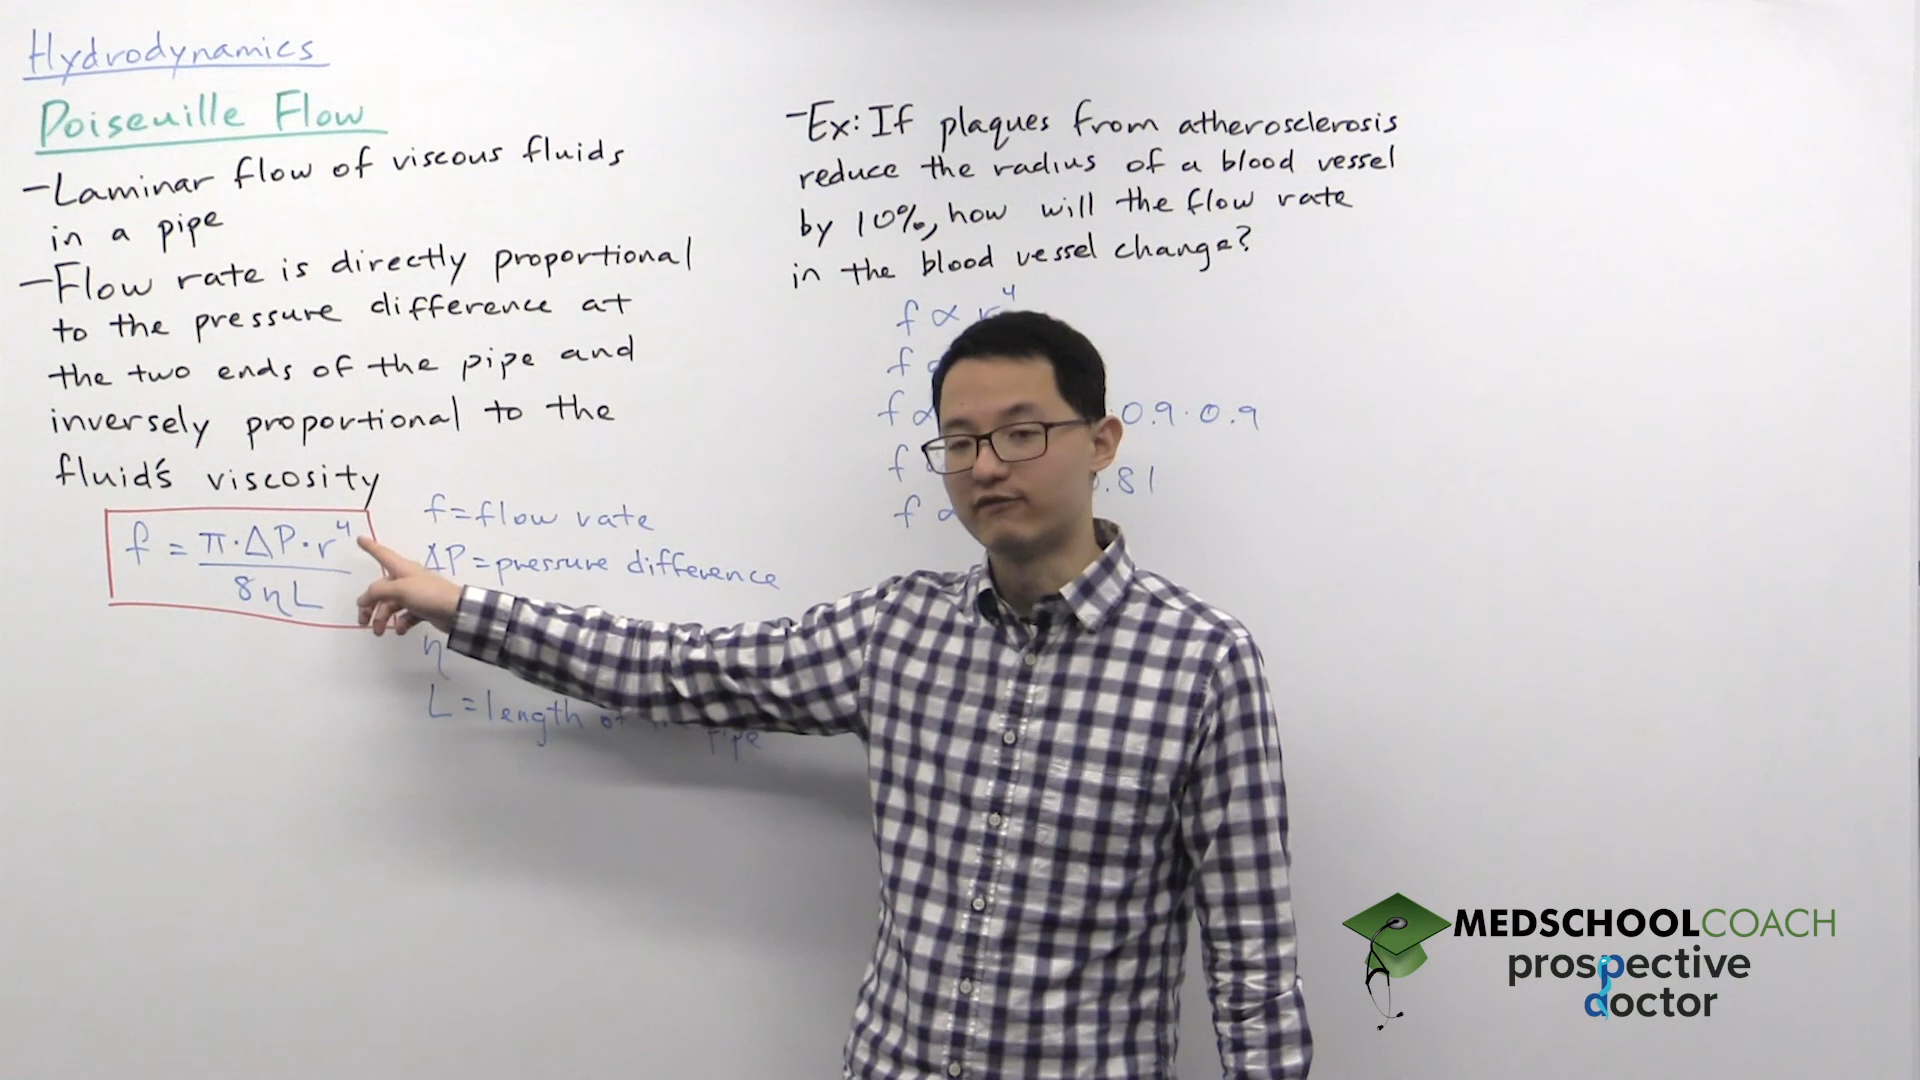 Hydrodynamics
Poiseuille Flow
-Laminar flow of viscous fluids
in a pipe
-Flow rate is directly proportional
to the pressure difference at
the two ends of the pipe and
inversely proportional to the
fluid's viscosity
f = π·ΔP·r⁴
8ηL
f=flow rate
ΔP=pressure difference
η
L=length of
pipe
-Ex: If plaques from atherosclerosis
reduce the radius of a blood vessel
by 10%, how will the flow rate
in the blood vessel change?
f ∝ r⁴
f
f ∝ ·0.9·0.9
f .81
f ∝
MEDSCHOOLCOACH
prospective
doctor